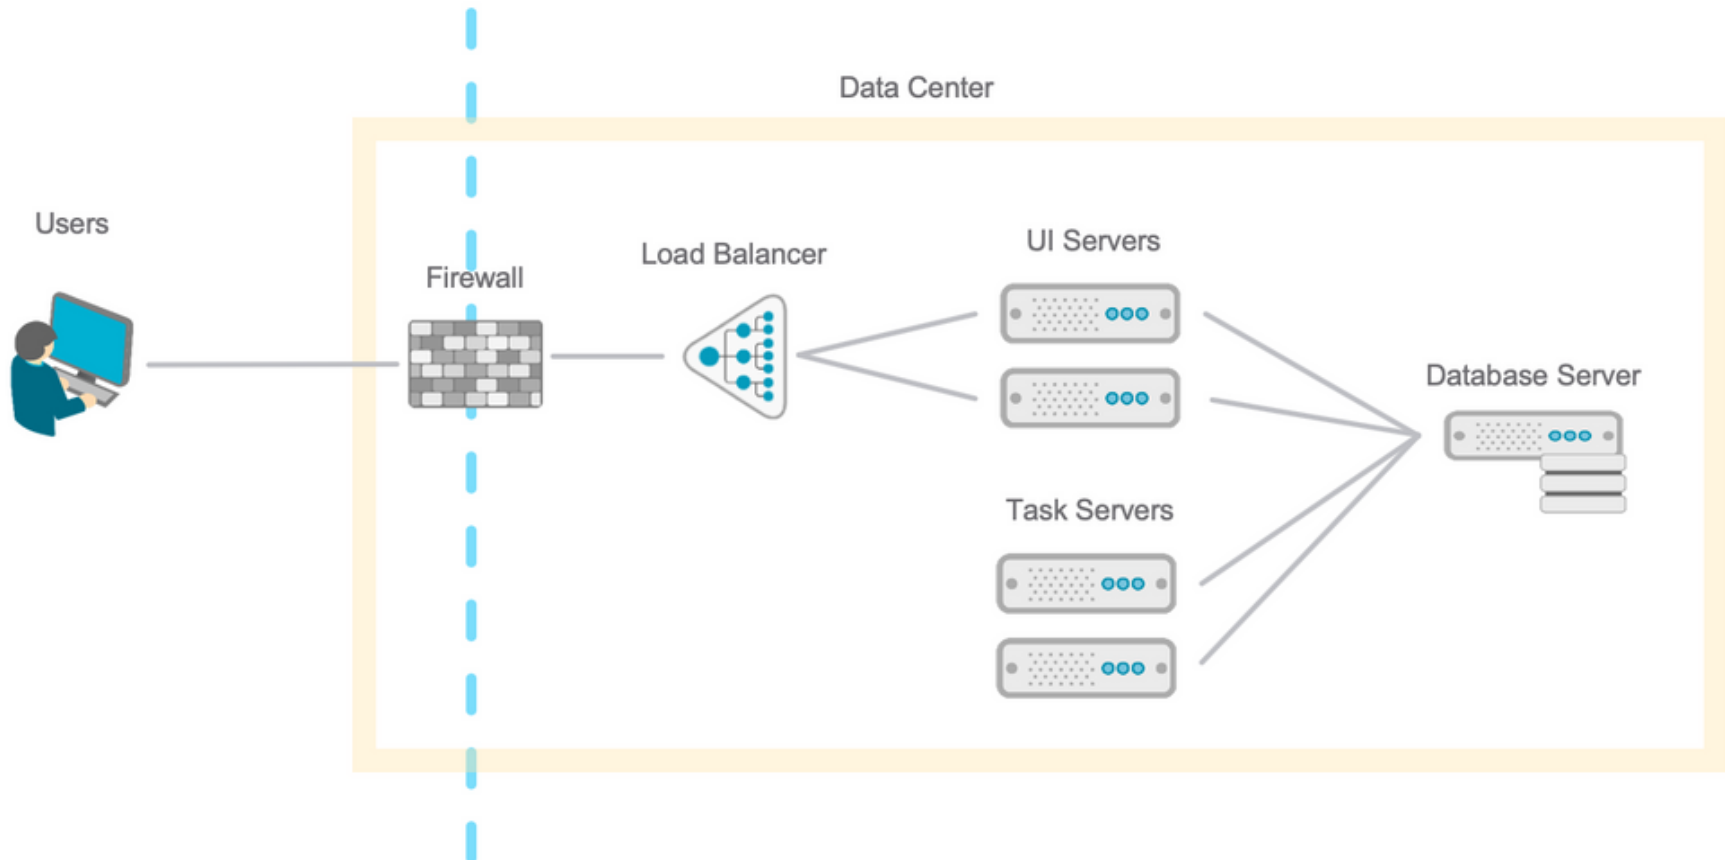 Data Center
Users
Firewall
Load Balancer
UI Servers
Database Server
Task Servers